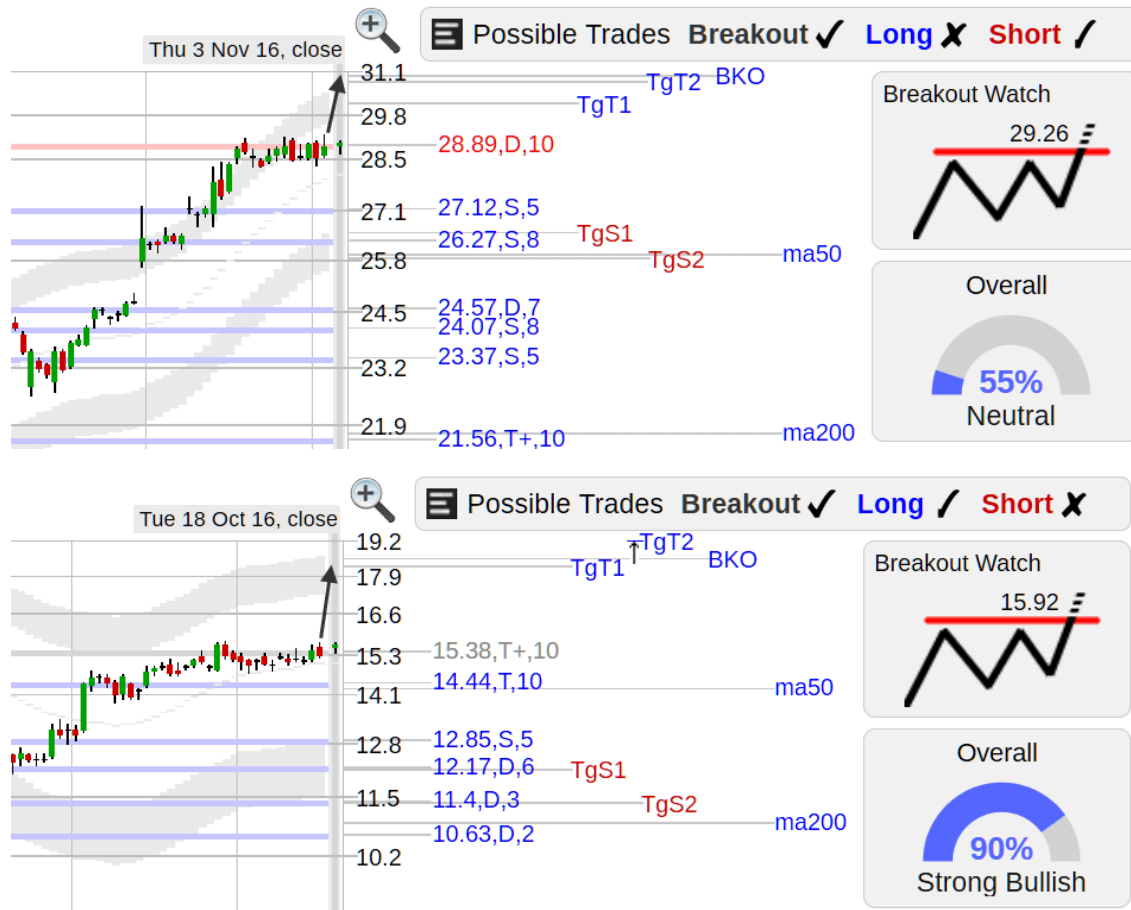 Thu 3 Nov 16, close
Possible Trades Breakout ✓ Long ✘ Short ✓
31.1
BKO
TgT2
TgT1
29.8
28.89,D,10
28.5
27.12,S,5
27.1
TgS1
26.27,S,8
ma50
25.8
TgS2
24.57,D,7
24.5
24.07,S,8
23.37,S,5
23.2
21.9
ma200
21.56,T+,10
Breakout Watch
29.26
Overall
55%
Neutral
Tue 18 Oct 16, close
Possible Trades Breakout ✓ Long ✓ Short ✘
19.2
TgT2
BKO
TgT1
17.9
16.6
15.38,T+,10
15.3
14.44,T,10
ma50
14.1
12.85,S,5
12.8
12.17,D,6
TgS1
11.4,D,3
11.5
TgS2
ma200
10.63,D,2
10.2
Breakout Watch
15.92
Overall
90%
Strong Bullish